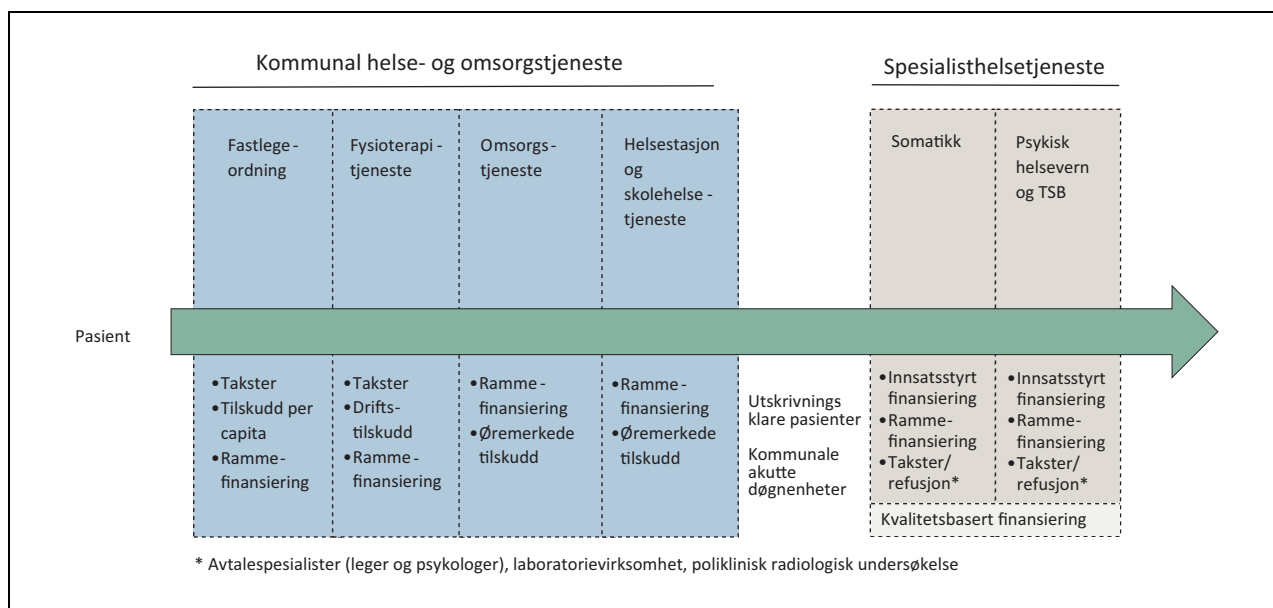 Kommunal helse- og omsorgstjeneste
Spesialisthelsetjeneste
Fastlege-
ordning
Fysioterapi-
tjeneste
Omsorgs-
tjeneste
Helsestasjon
og
skolehelse-
tjeneste
Somatikk
Psykisk
helsevern
og TSB
Pasient
•Takster
•Tilskudd per
capita
•Ramme-
finansiering
•Takster
•Drifts-
tilskudd
•Ramme-
finansiering
•Ramme-
finansiering
•Øremerkede
tilskudd
•Ramme-
finansiering
•Øremerkede
tilskudd
Utskrivnings
klare pasienter
Kommunale
akutte
døgnenheter
•Innsatsstyrt
finansiering
•Ramme-
finansiering
•Takster/
refusjon*
•Innsatsstyrt
finansiering
•Ramme-
finansiering
•Takster/
refusjon*
Kvalitetsbasert finansiering
* Avtalespesialister (leger og psykologer), laboratorievirksomhet, poliklinisk radiologisk undersøkelse